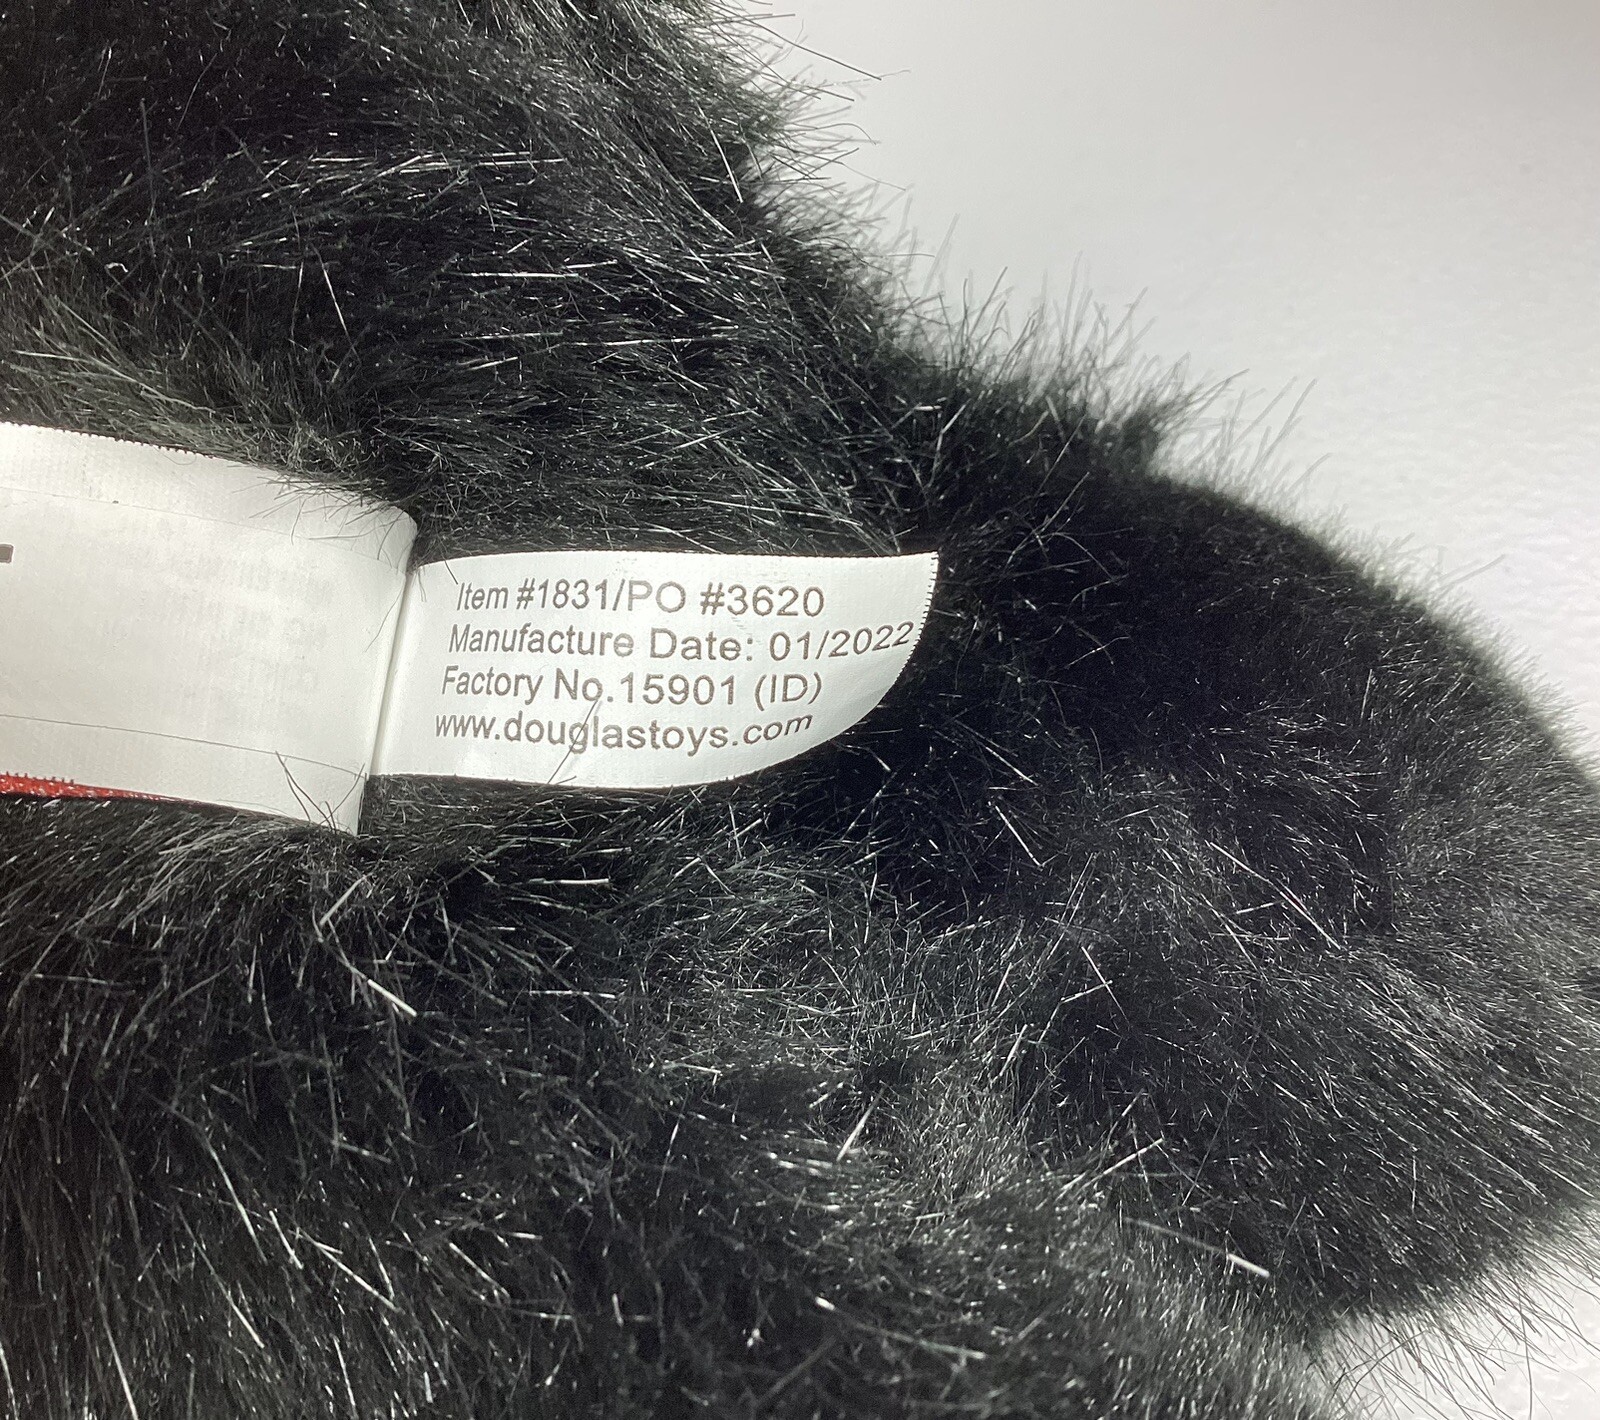 Item #1831/PO #3620
Manufacture Date: 01/2022
Factory No.15901 (ID)
www.douglastoys.com